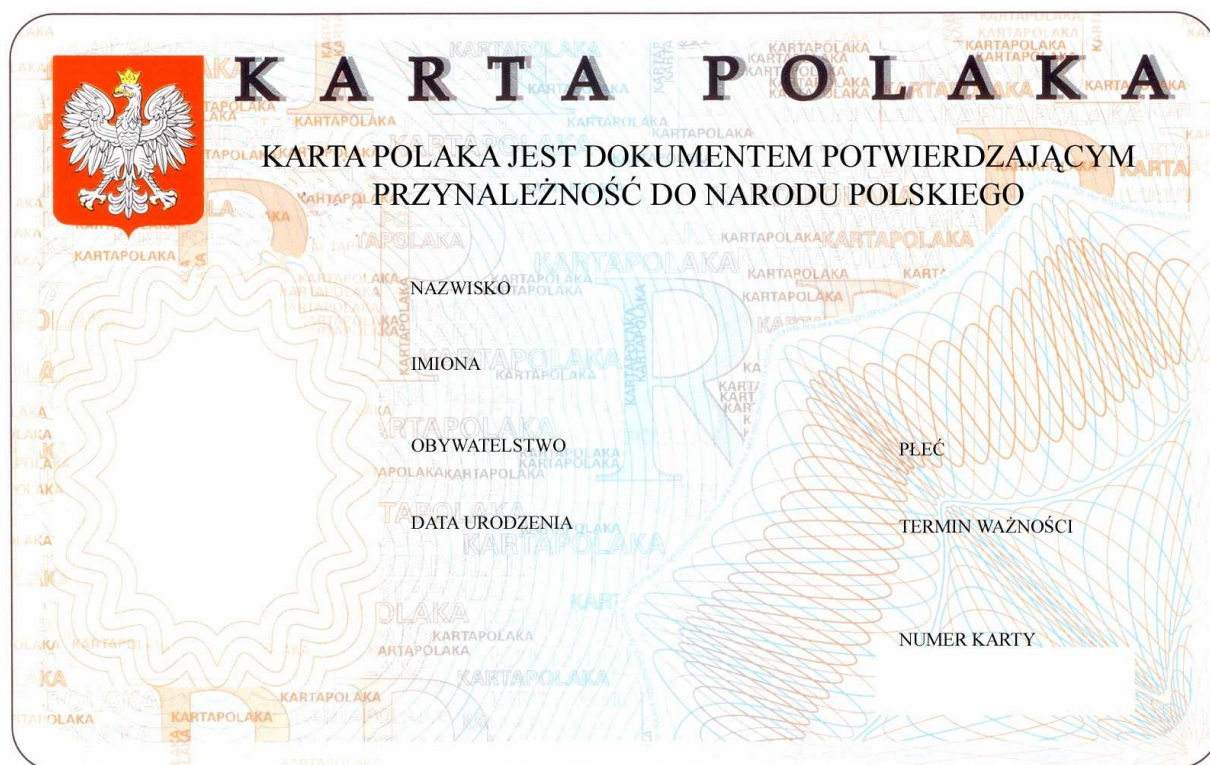 KARTA POLAKA
KARTA POLAKA JEST DOKUMENTEM POTWIERDZAJĄCYM
PRZYNALEŻNOŚĆ DO NARODU POLSKIEGO
NAZWISKO
IMIONA
OBYWATELSTWO
PŁEĆ
DATA URODZENIA
TERMIN WAŻNOŚCI
NUMER KARTY